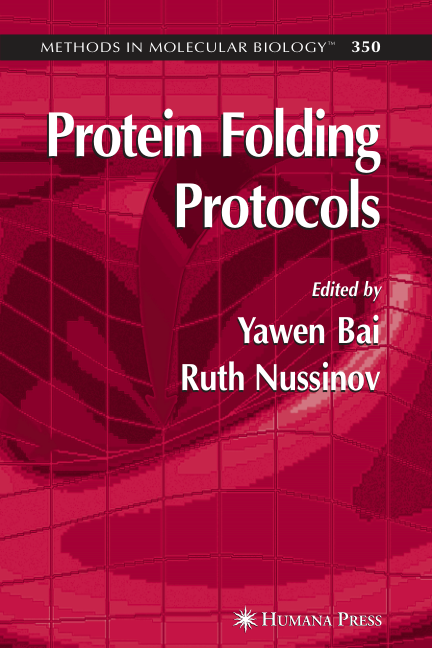 METHODS IN MOLECULAR BIOLOGY™ 350
Protein Folding
Protocols
Edited by
Yawen Bai
Ruth Nussinov
HUMANA PRESS